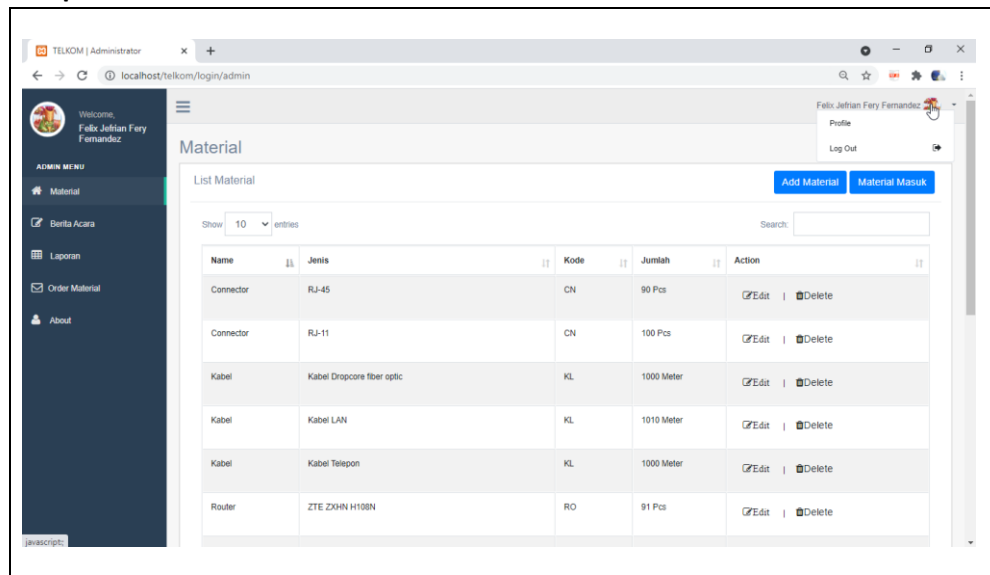 TELKOM | Administrator
localhost/telkom/login/admin
Welcome,
Felix Jefrian Fery
Fernandez
ADMIN MENU
Material
Berita Acara
Laporan
Order Material
About
Felix Jefrian Fery Fernandez
Profile
Log Out
Material
List Material
Add Material
Material Masuk
Show 10 entries
Search:
Name Jenis Kode Jumlah Action
Connector RJ-45 CN 90 Pcs Edit | Delete
Connector RJ-11 CN 100 Pcs Edit | Delete
Kabel Kabel Dropcore fiber optic KL 1000 Meter Edit | Delete
Kabel Kabel LAN KL 1010 Meter Edit | Delete
Kabel Kabel Telepon KL 1000 Meter Edit | Delete
Router ZTE ZXHN H108N RO 91 Pcs Edit | Delete
javascript:;